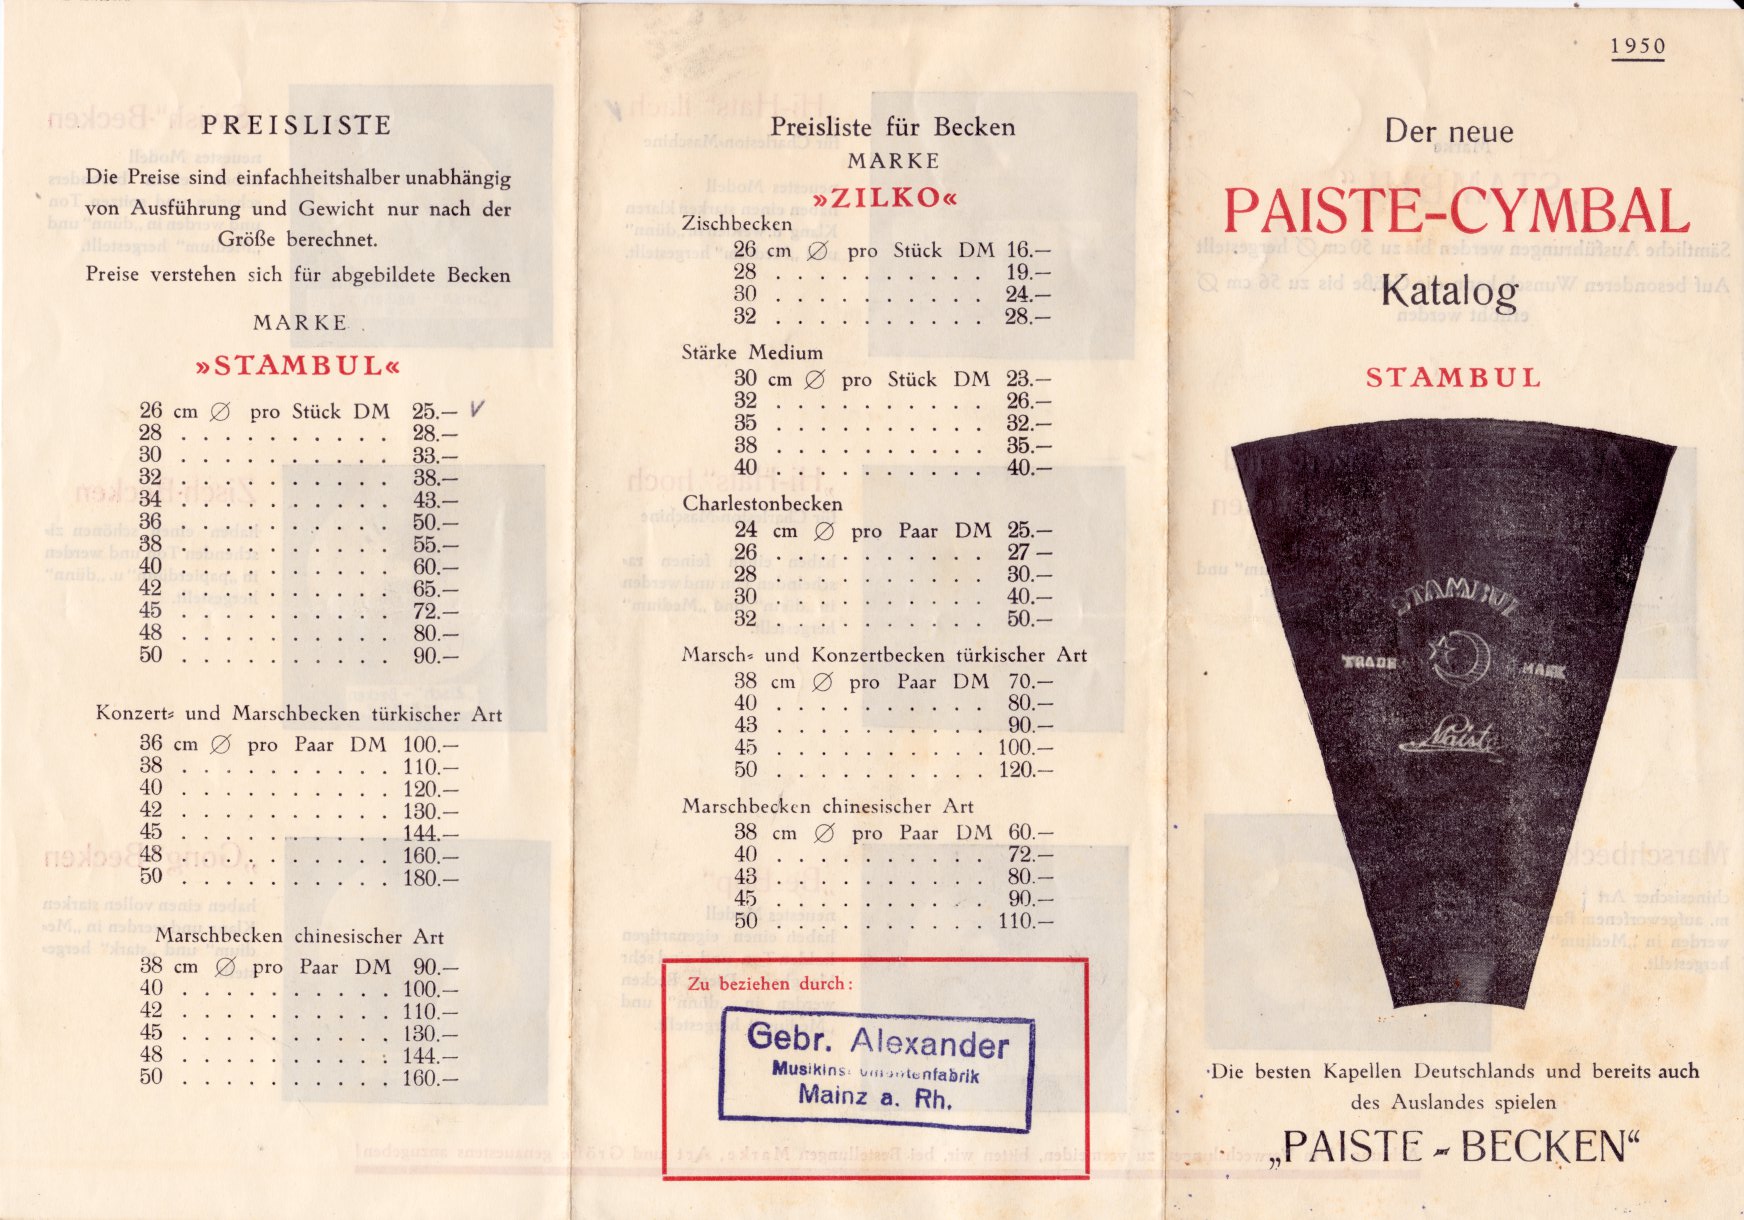 PREISLISTE
Die Preise sind einfachheitshalber unabhängig
von Ausführung und Gewicht nur nach der
Größe berechnet.
Preise verstehen sich für abgebildete Becken
MARKE
»STAMBUL«
26 cm ∅ pro Stück DM 25.—
28 . . . . . . . . . . 28.—
30 . . . . . . . . . . 33.—
32 . . . . . . . . . . 38.—
34 . . . . . . . . . . 43.—
36 . . . . . . . . . . 50.—
38 . . . . . . . . . . 55.—
40 . . . . . . . . . . 60.—
42 . . . . . . . . . . 65.—
45 . . . . . . . . . . 72.—
48 . . . . . . . . . . 80.—
50 . . . . . . . . . . 90.—
Konzert- und Marschbecken türkischer Art
36 cm ∅ pro Paar DM 100.—
38 . . . . . . . . . . 110.—
40 . . . . . . . . . . 120.—
42 . . . . . . . . . . 130.—
45 . . . . . . . . . . 144.—
48 . . . . . . . . . . 160.—
50 . . . . . . . . . . 180.—
Marschbecken chinesischer Art
38 cm ∅ pro Paar DM 90.—
40 . . . . . . . . . . 100.—
42 . . . . . . . . . . 110.—
45 . . . . . . . . . . 130.—
48 . . . . . . . . . . 144.—
50 . . . . . . . . . . 160.—
Preisliste für Becken
MARKE
»ZILKO«
Zischbecken
26 cm ∅ pro Stück DM 16.—
28 . . . . . . . . . . 19.—
30 . . . . . . . . . . 24.—
32 . . . . . . . . . . 28.—
Stärke Medium
30 cm ∅ pro Stück DM 23.—
32 . . . . . . . . . . 26.—
35 . . . . . . . . . . 32.—
38 . . . . . . . . . . 35.—
40 . . . . . . . . . . 40.—
Charlestonbecken
24 cm ∅ pro Paar DM 25.—
26 . . . . . . . . . . 27 —
28 . . . . . . . . . . 30.—
30 . . . . . . . . . . 40.—
32 . . . . . . . . . . 50.—
Marsch- und Konzertbecken türkischer Art
38 cm ∅ pro Paar DM 70.—
40 . . . . . . . . . . 80.—
43 . . . . . . . . . . 90.—
45 . . . . . . . . . . 100.—
50 . . . . . . . . . . 120.—
Marschbecken chinesischer Art
38 cm ∅ pro Paar DM 60.—
40 . . . . . . . . . . 72.—
43 . . . . . . . . . . 80.—
45 . . . . . . . . . . 90.—
50 . . . . . . . . . . 110.—
Zu beziehen durch:
Gebr. Alexander
Musikinstrumentenfabrik
Mainz a. Rh.
1950
Der neue
PAISTE-CYMBAL
Katalog
STAMBUL
STAMBUL
TRADE MARK
Paiste
Die besten Kapellen Deutschlands und bereits auch
des Auslandes spielen
„PAISTE-BECKEN“